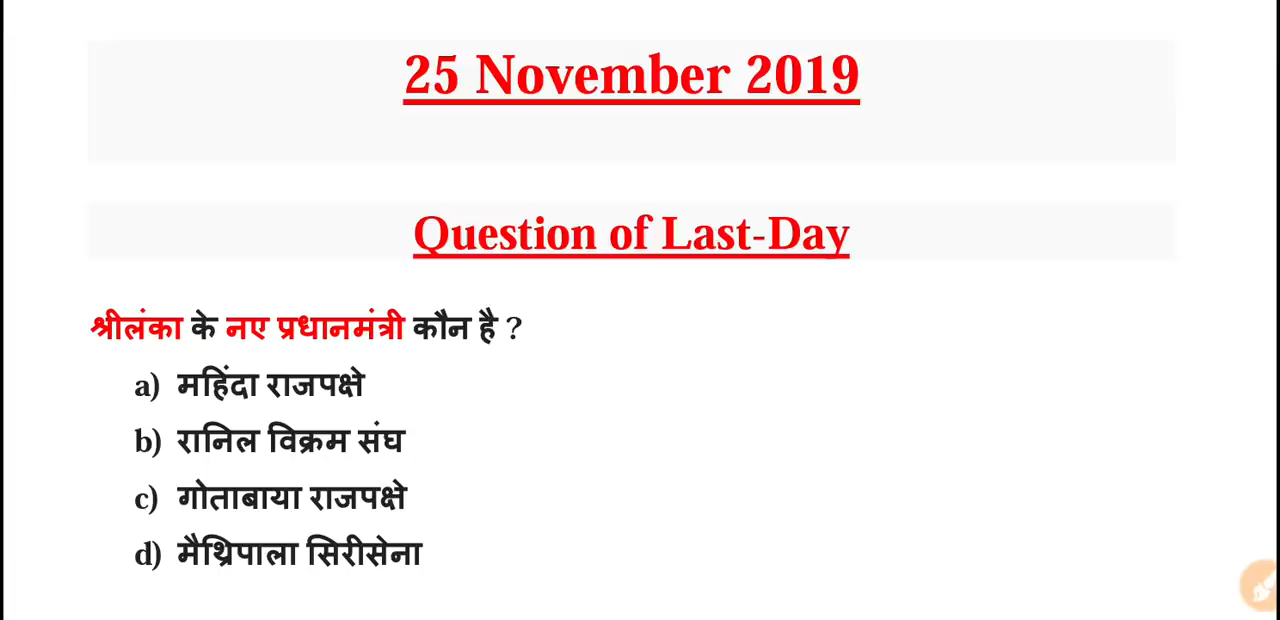 25 November 2019
Question of Last-Day
श्रीलंका के नए प्रधानमंत्री कौन है ?
a) महिंदा राजपक्षे
b) रानिल विक्रम संघ
c) गोताबाया राजपक्षे
d) मैथ्रिपाला सिरीसेना